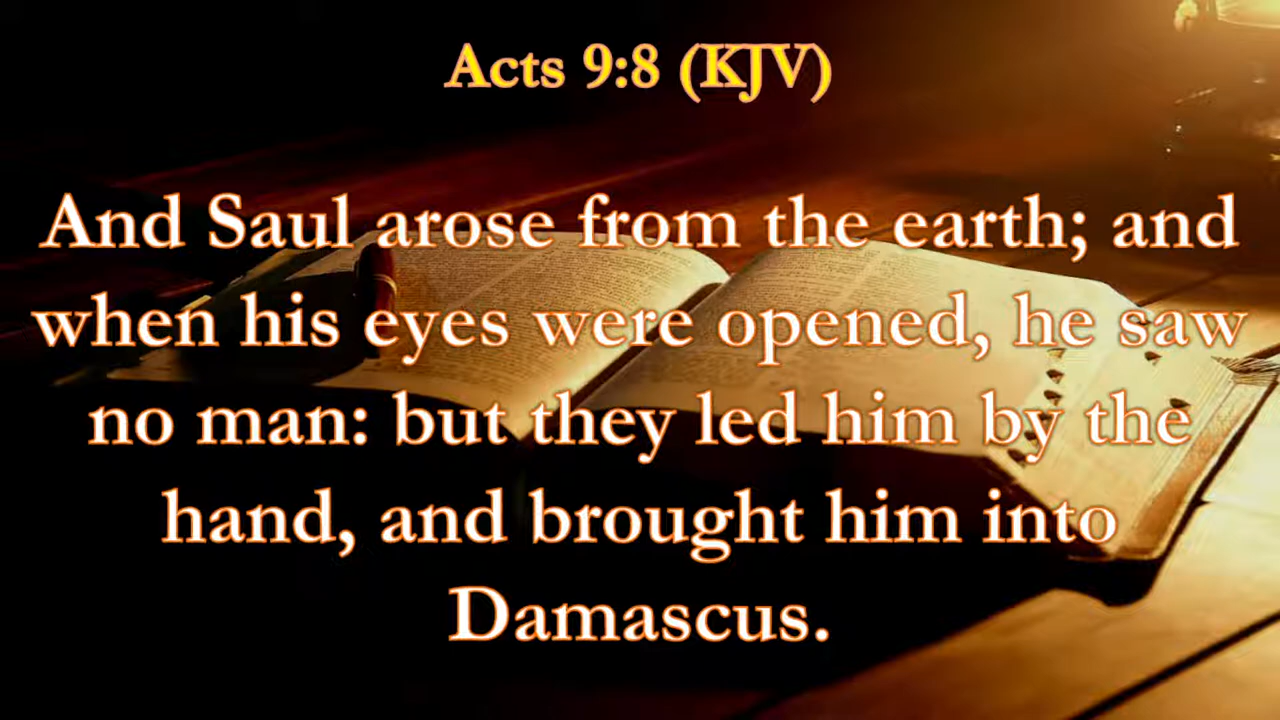 Acts 9:8 (KJV)
And Saul arose from the earth; and
when his eyes were opened, he saw
no man: but they led him by the
hand, and brought him into
Damascus.